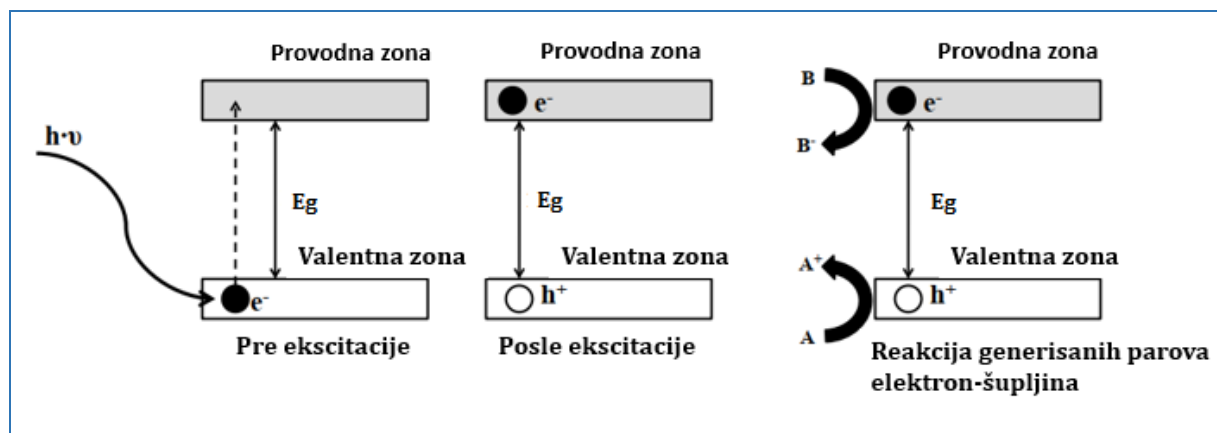 Provodna zona
h·υ
Eg
Valentna zona
e⁻
Pre ekscitacije
Provodna zona
e⁻
Eg
Valentna zona
h⁺
Posle ekscitacije
Provodna zona
B
e⁻
B⁻
Eg
Valentna zona
A⁺
h⁺
A
Reakcija generisanih parova
elektron-šupljina